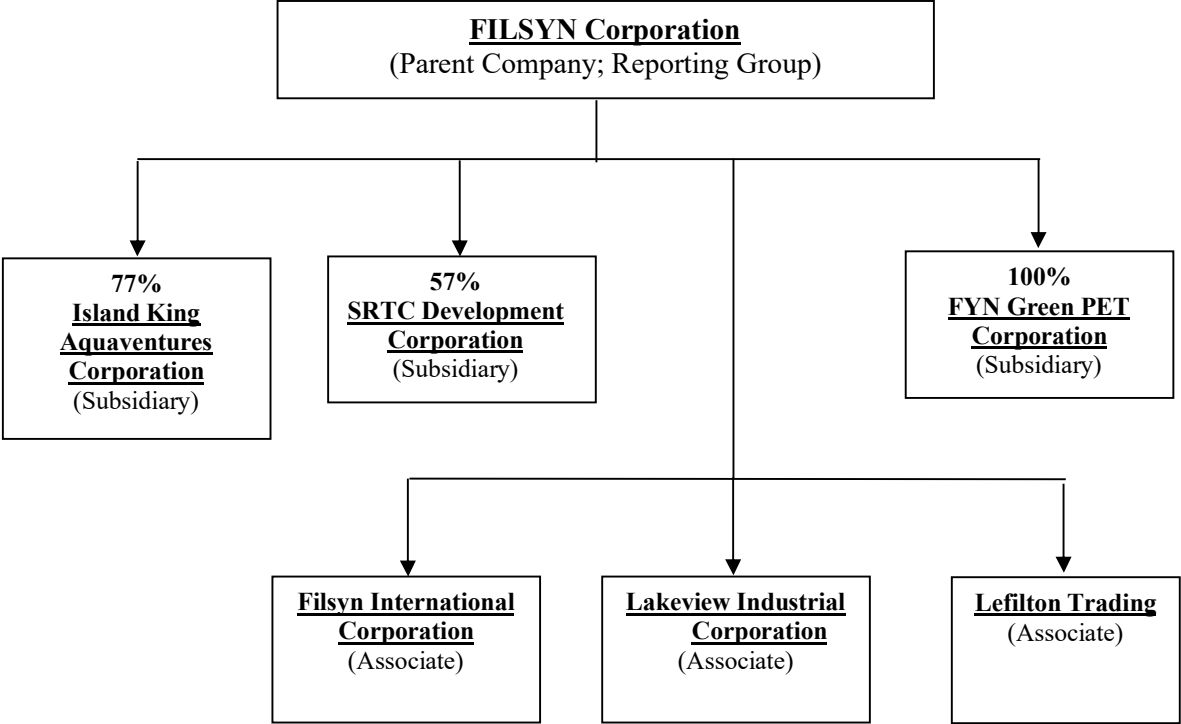 FILSYN Corporation
(Parent Company; Reporting Group)
77%
Island King
Aquaventures
Corporation
(Subsidiary)
57%
SRTC Development
Corporation
(Subsidiary)
100%
FYN Green PET
Corporation
(Subsidiary)
Filsyn International
Corporation
(Associate)
Lakeview Industrial
Corporation
(Associate)
Lefilton Trading
(Associate)